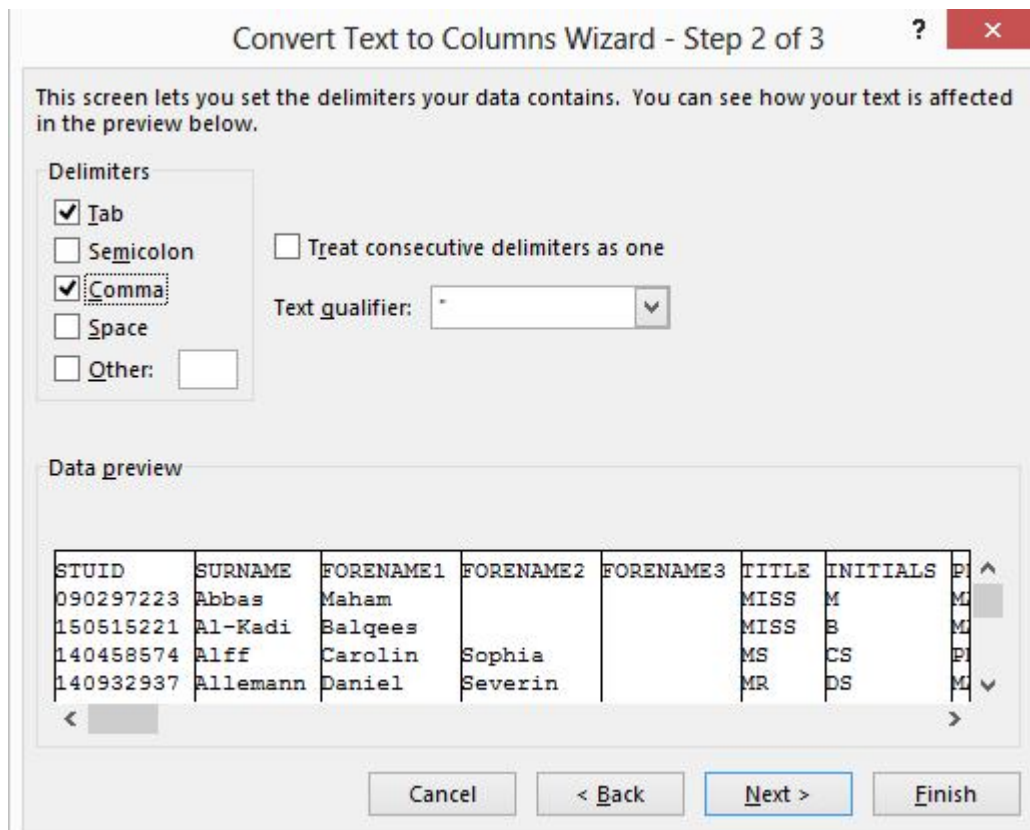 Convert Text to Columns Wizard - Step 2 of 3
?
This screen lets you set the delimiters your data contains.  You can see how your text is affected
in the preview below.
Delimiters
Tab
Semicolon
Treat consecutive delimiters as one
Comma
Text qualifier: "
Space
Other:
Data preview
STUID SURNAME FORENAME1 FORENAME2 FORENAME3 TITLE INITIALS
090297223 Abbas Maham MISS M
150515221 Al-Kadi Balqees MISS B
140458574 Alff Carolin Sophia MS CS
140932937 Allemann Daniel Severin MR DS
Cancel < Back Next > Finish